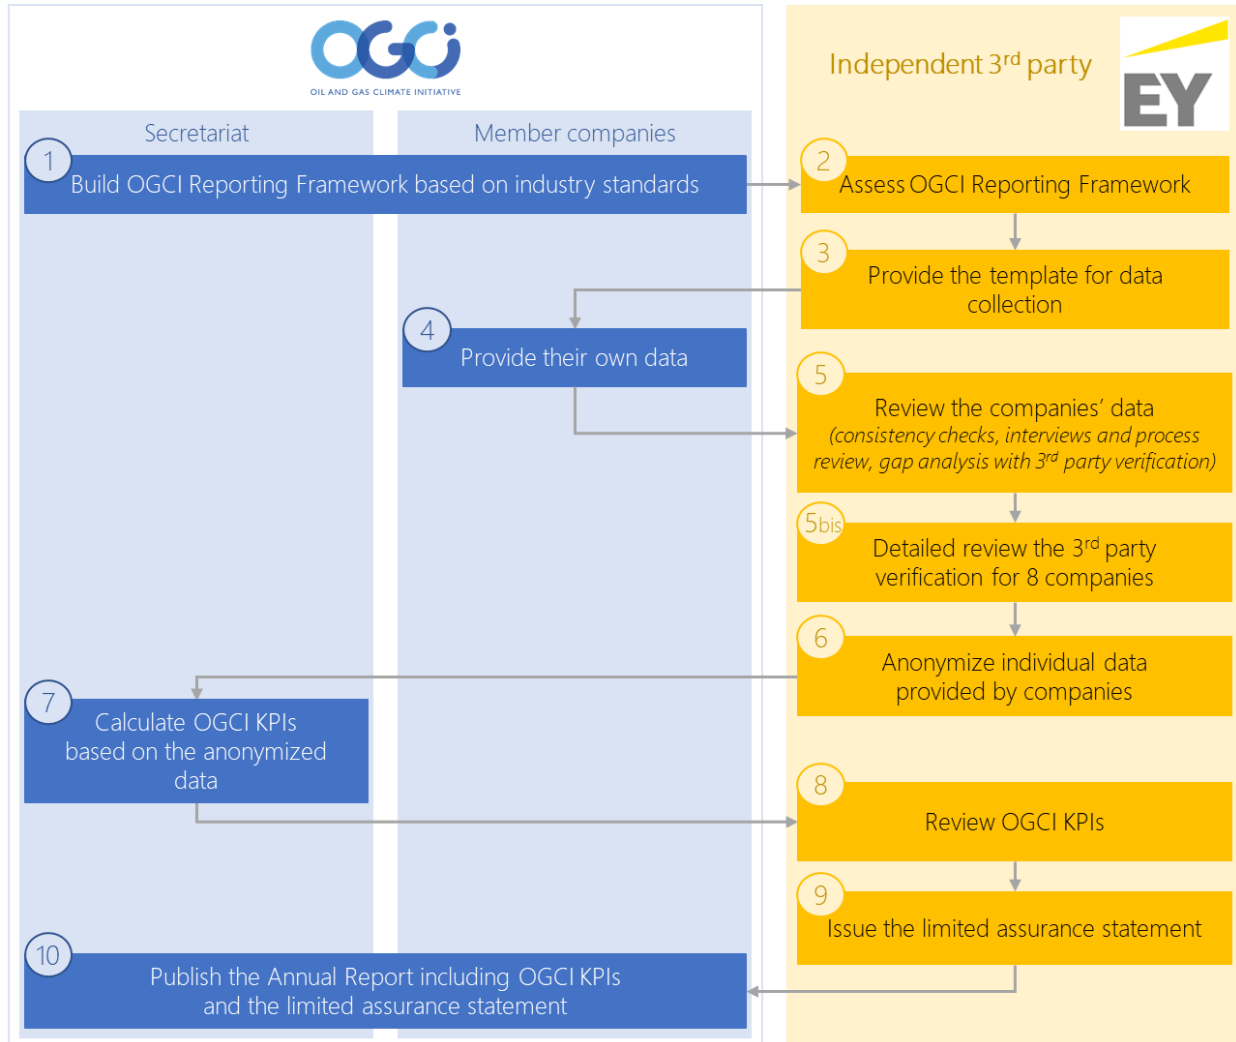 OGCI
OIL AND GAS CLIMATE INITIATIVE
Independent 3rd party
EY
Secretariat
Member companies
1
Build OGCI Reporting Framework based on industry standards
2
Assess OGCI Reporting Framework
3
Provide the template for data
collection
4
Provide their own data
5
Review the companies’ data
(consistency checks, interviews and process
review, gap analysis with 3rd party verification)
5bis
Detailed review the 3rd party
verification for 8 companies
6
Anonymize individual data
provided by companies
7
Calculate OGCI KPIs
based on the anonymized
data
8
Review OGCI KPIs
9
Issue the limited assurance statement
10
Publish the Annual Report including OGCI KPIs
and the limited assurance statement